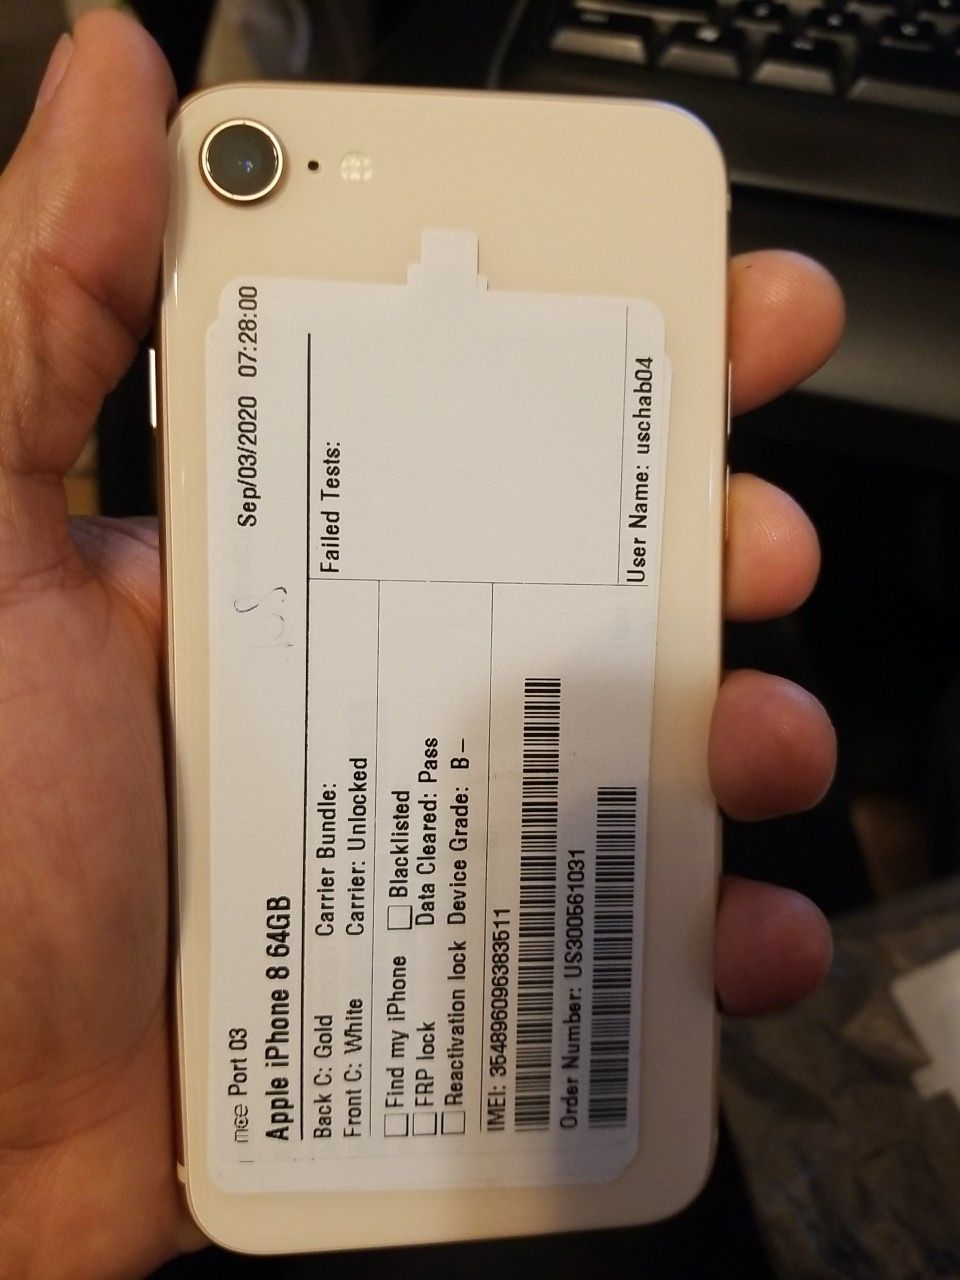 mce Port 03 Sep/03/2020 07:28:00
Apple iPhone 8 64GB
Back C: Gold Carrier Bundle:
Front C: White Carrier: Unlocked
Failed Tests:
Find my iPhone Blacklisted
FRP lock Data Cleared: Pass
Reactivation lock Device Grade: B-
IMEI: 354896096383511
Order Number: US300561031
User Name: uschab04